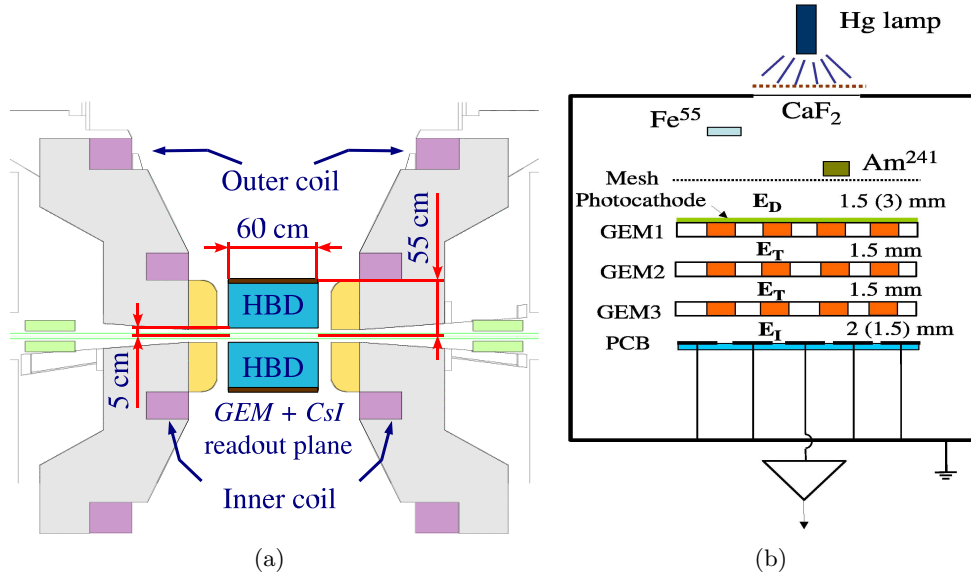 Outer coil
60 cm
55 cm
HBD
5 cm
HBD
GEM + CsI
readout plane
Inner coil
(a)
Hg lamp
CaF2
Fe55
Am241
Mesh
Photocathode
ED
1.5 (3) mm
GEM1
ET
1.5 mm
GEM2
ET
1.5 mm
GEM3
EI
2 (1.5) mm
PCB
(b)